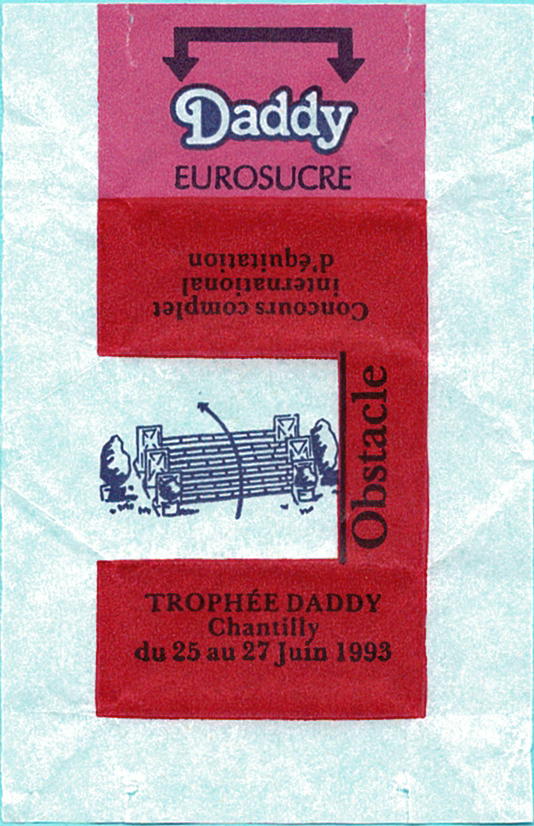 Daddy
EUROSUCRE
Concours complet
international
d'équitation
Obstacle
TROPHÉE DADDY
Chantilly
du 25 au 27 Juin 1993